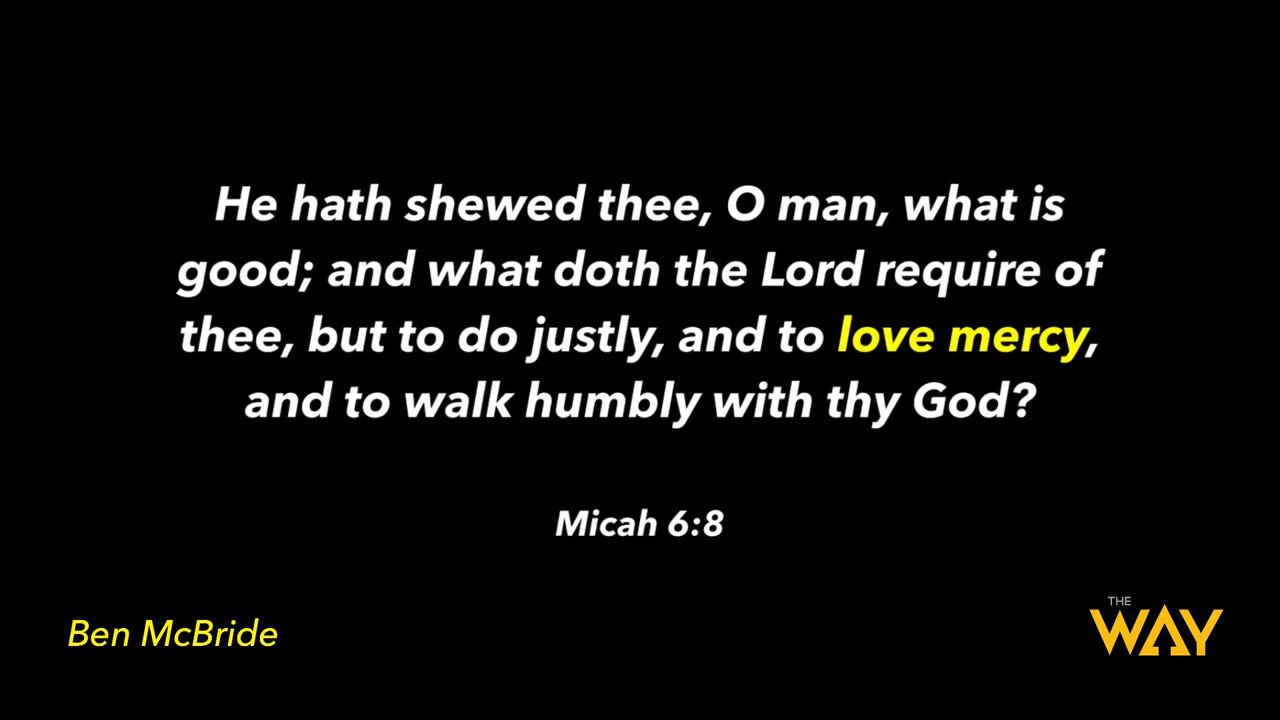 He hath shewed thee, O man, what is
good; and what doth the Lord require of
thee, but to do justly, and to love mercy,
and to walk humbly with thy God?
Micah 6:8
Ben McBride
THE
WAY